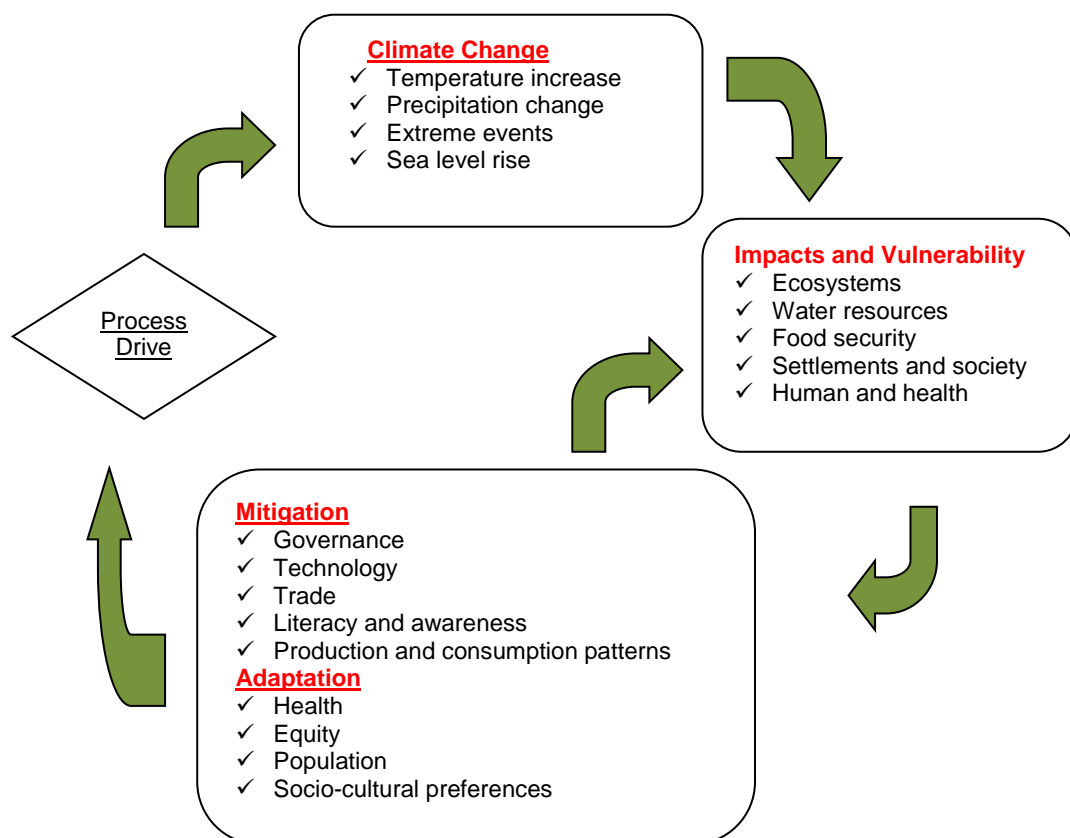 Climate Change
✓ Temperature increase
✓ Precipitation change
✓ Extreme events
✓ Sea level rise
Impacts and Vulnerability
✓ Ecosystems
✓ Water resources
✓ Food security
✓ Settlements and society
✓ Human and health
Process
Drive
Mitigation
✓ Governance
✓ Technology
✓ Trade
✓ Literacy and awareness
✓ Production and consumption patterns
Adaptation
✓ Health
✓ Equity
✓ Population
✓ Socio-cultural preferences